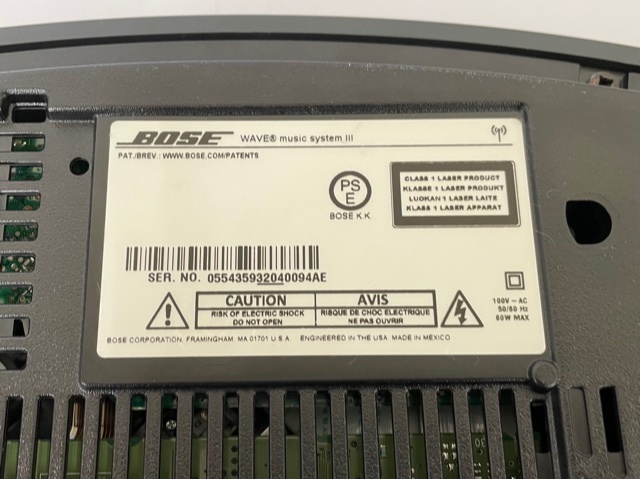 BOSE WAVE® music system III
PAT./BREV.: WWW.BOSE.COM/PATENTS
PS
E
BOSE K.K.
CLASS 1 LASER PRODUCT
KLASSE 1 LASER PRODUKT
LUOKAN 1 LASER LAITE
KLASS 1 LASER APPARAT
SER. NO. 055435932040094AE
CAUTION
RISK OF ELECTRIC SHOCK
DO NOT OPEN
AVIS
RISQUE DE CHOC ELECTRIQUE
NE PAS OUVRIR
100V ~ AC
50/60 Hz
60W MAX
BOSE CORPORATION, FRAMINGHAM, MA 01701 U.S.A. ENGINEERED IN THE USA. MADE IN MEXICO